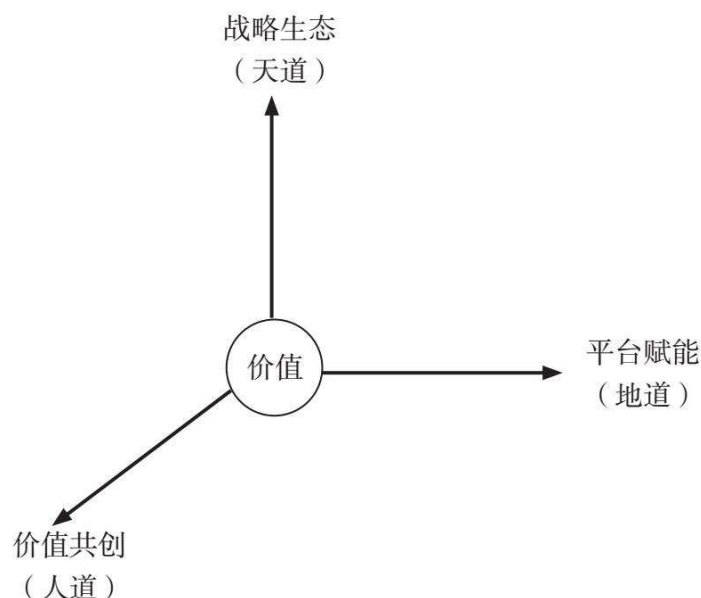 战略生态
（天道）
价值
平台赋能
（地道）
价值共创
（人道）